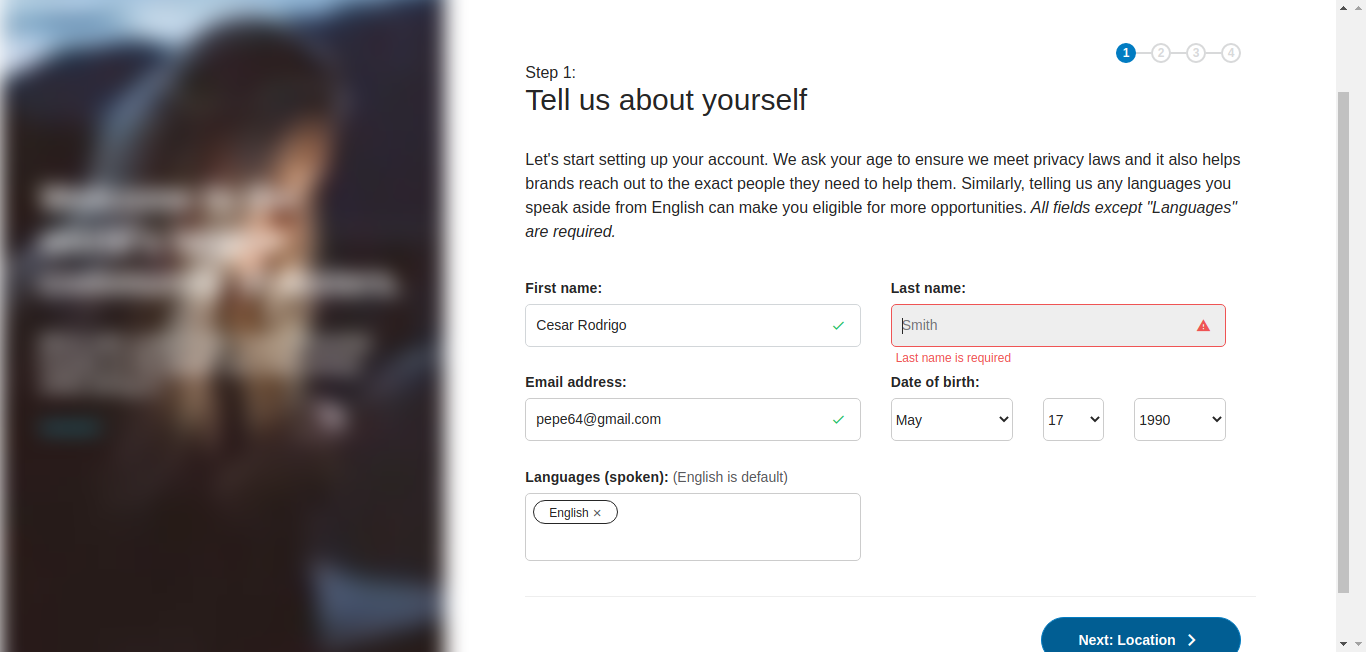 1 2 3 4
Step 1:
Tell us about yourself
Let's start setting up your account. We ask your age to ensure we meet privacy laws and it also helps
brands reach out to the exact people they need to help them. Similarly, telling us any languages you
speak aside from English can make you eligible for more opportunities. All fields except "Languages"
are required.
First name: Last name:
Cesar Rodrigo Smith
Last name is required
Email address: Date of birth:
pepe64@gmail.com May 17 1990
Languages (spoken): (English is default)
English ×
Next: Location